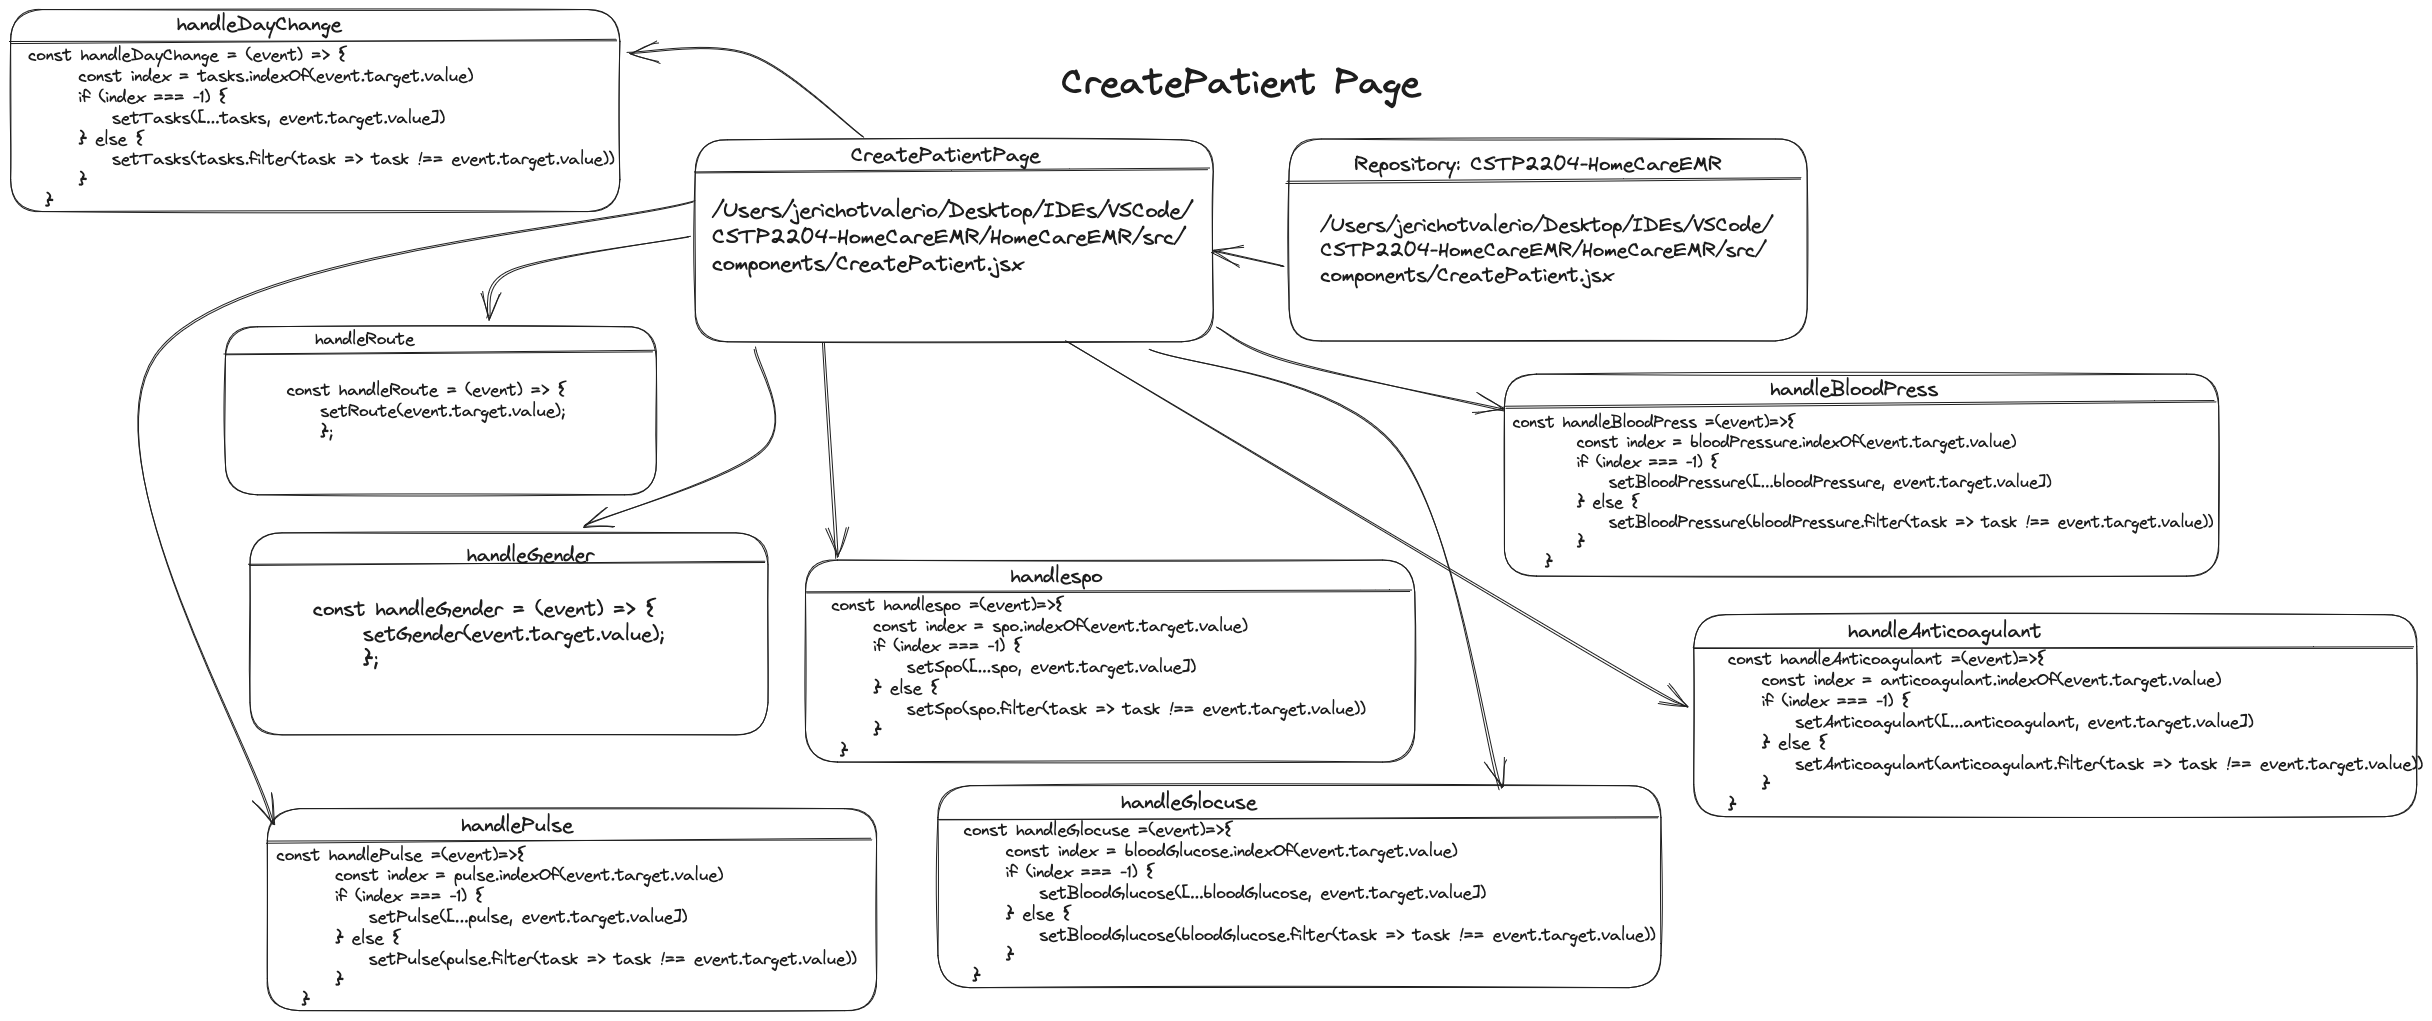 CreatePatient Page
handleDayChange
const handleDayChange = (event) => {
const index = tasks.indexOf(event.target.value)
if (index === -1) {
setTasks([...tasks, event.target.value])
} else {
setTasks(tasks.filter(task => task !== event.target.value))
}
}
CreatePatientPage
/Users/jerichotvalerio/Desktop/IDEs/VSCode/
CSTP2204-HomeCareEMR/HomeCareEMR/src/
components/CreatePatient.jsx
Repository: CSTP2204-HomeCareEMR
/Users/jerichotvalerio/Desktop/IDEs/VSCode/
CSTP2204-HomeCareEMR/HomeCareEMR/src/
components/CreatePatient.jsx
handleRoute
const handleRoute = (event) => {
setRoute(event.target.value);
};
handleBloodPress
const handleBloodPress =(event)=>{
const index = bloodPressure.indexOf(event.target.value)
if (index === -1) {
setBloodPressure([...bloodPressure, event.target.value])
} else {
setBloodPressure(bloodPressure.filter(task => task !== event.target.value))
}
}
handleGender
const handleGender = (event) => {
setGender(event.target.value);
};
handlespo
const handlespo =(event)=>{
const index = spo.indexOf(event.target.value)
if (index === -1) {
setSpo([...spo, event.target.value])
} else {
setSpo(spo.filter(task => task !== event.target.value))
}
}
handleAnticoagulant
const handleAnticoagulant =(event)=>{
const index = anticoagulant.indexOf(event.target.value)
if (index === -1) {
setAnticoagulant([...anticoagulant, event.target.value])
} else {
setAnticoagulant(anticoagulant.filter(task => task !== event.target.value))
}
}
handlePulse
const handlePulse =(event)=>{
const index = pulse.indexOf(event.target.value)
if (index === -1) {
setPulse([...pulse, event.target.value])
} else {
setPulse(pulse.filter(task => task !== event.target.value))
}
}
handleGlocuse
const handleGlocuse =(event)=>{
const index = bloodGlucose.indexOf(event.target.value)
if (index === -1) {
setBloodGlucose([...bloodGlucose, event.target.value])
} else {
setBloodGlucose(bloodGlucose.filter(task => task !== event.target.value))
}
}